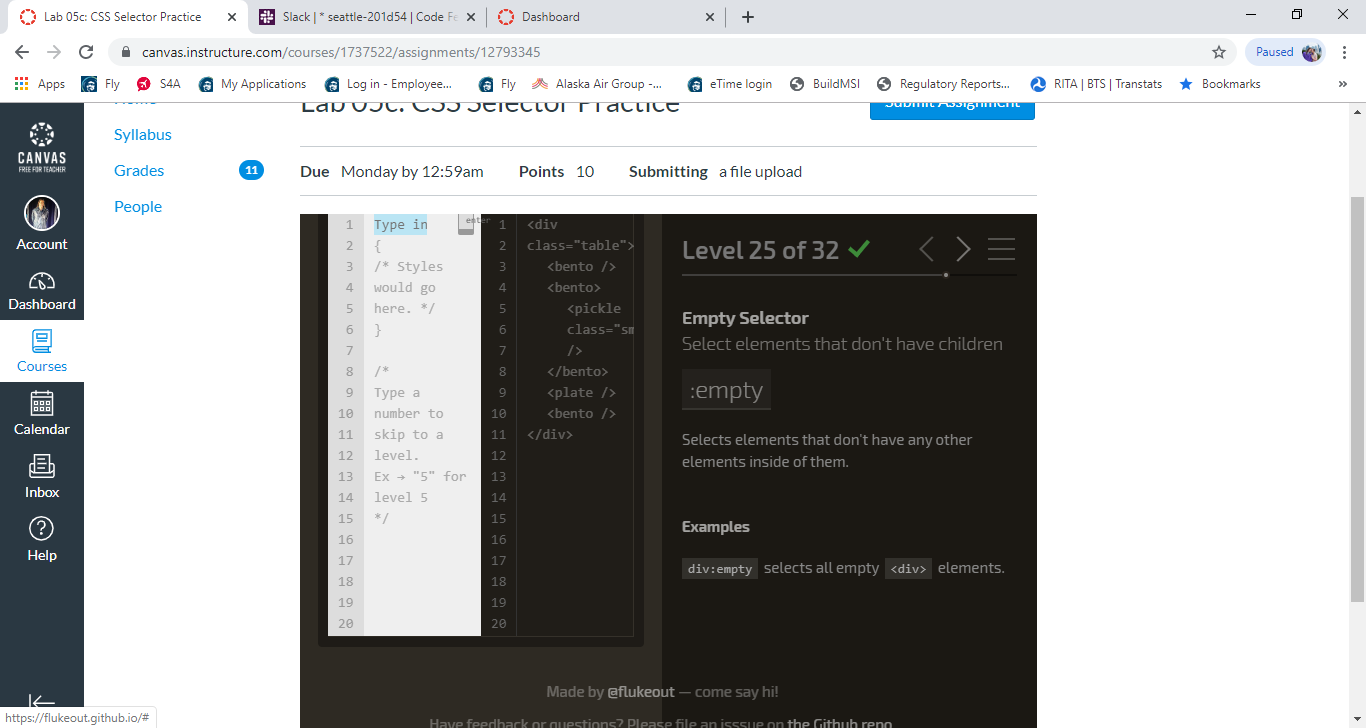 Lab 05c: CSS Selector Practice
Slack | * seattle-201d54 | Code Fe
Dashboard
canvas.instructure.com/courses/1737522/assignments/12793345
Paused
Apps
Fly
S4A
My Applications
Log in - Employee...
Fly
Alaska Air Group -...
eTime login
BuildMSI
Regulatory Reports...
RITA | BTS | Transtats
Bookmarks
»
CANVAS
FREE FOR TEACHER
Account
Dashboard
Courses
Calendar
Inbox
Help
Home
Syllabus
Grades
11
People
Lab 05c: CSS Selector Practice
Submit Assignment
Due Monday by 12:59am Points 10 Submitting a file upload
1 Type in
2 {
3 /* Styles
4 would go
5 here. */
6 }
7
8 /*
9 Type a
10 number to
11 skip to a
12 level.
13 Ex → "5" for
14 level 5
15 */
16
17
18
19
20
enter
1 <div
2 class="table">
3 <bento />
4 <bento>
5 <pickle
6 class="sm
7 />
8 </bento>
9 <plate />
10 <bento />
11 </div>
12
13
14
15
16
17
18
19
20
Level 25 of 32
Empty Selector
Select elements that don't have children
:empty
Selects elements that don't have any other
elements inside of them.
Examples
div:empty selects all empty <div> elements.
Made by @flukeout — come say hi!
Have feedback or questions? Please file an isssue on the Github repo
https://flukeout.github.io/#